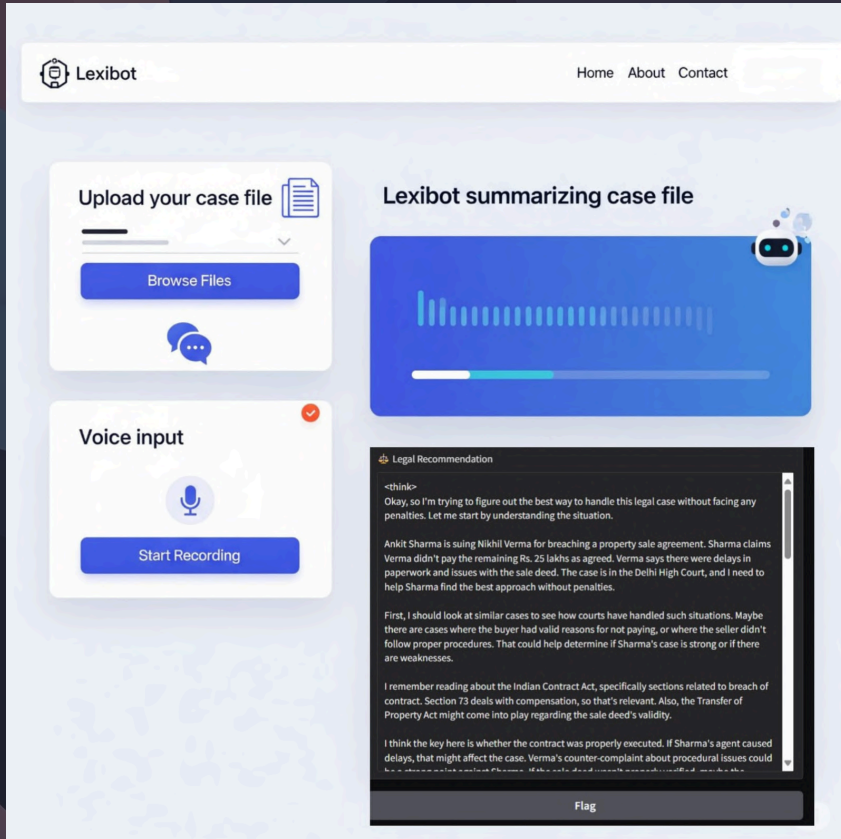 Lexibot
Home About Contact
Upload your case file
Browse Files
Voice input
Start Recording
Lexibot summarizing case file
Legal Recommendation
<think>
Okay, so I'm trying to figure out the best way to handle this legal case without facing any
penalties. Let me start by understanding the situation.
Ankit Sharma is suing Nikhil Verma for breaching a property sale agreement. Sharma claims
Verma didn't pay the remaining Rs. 25 lakhs as agreed. Verma says there were delays in
paperwork and issues with the sale deed. The case is in the Delhi High Court, and I need to
help Sharma find the best approach without penalties.
First, I should look at similar cases to see how courts have handled such situations. Maybe
there are cases where the buyer had valid reasons for not paying, or where the seller didn't
follow proper procedures. That could help determine if Sharma's case is strong or if there
are weaknesses.
I remember reading about the Indian Contract Act, specifically sections related to breach of
contract. Section 73 deals with compensation, so that's relevant. Also, the Transfer of
Property Act might come into play regarding the sale deed's validity.
I think the key here is whether the contract was properly executed. If Sharma's agent caused
delays, that might affect the case. Verma's counter-complaint about procedural issues could
Flag